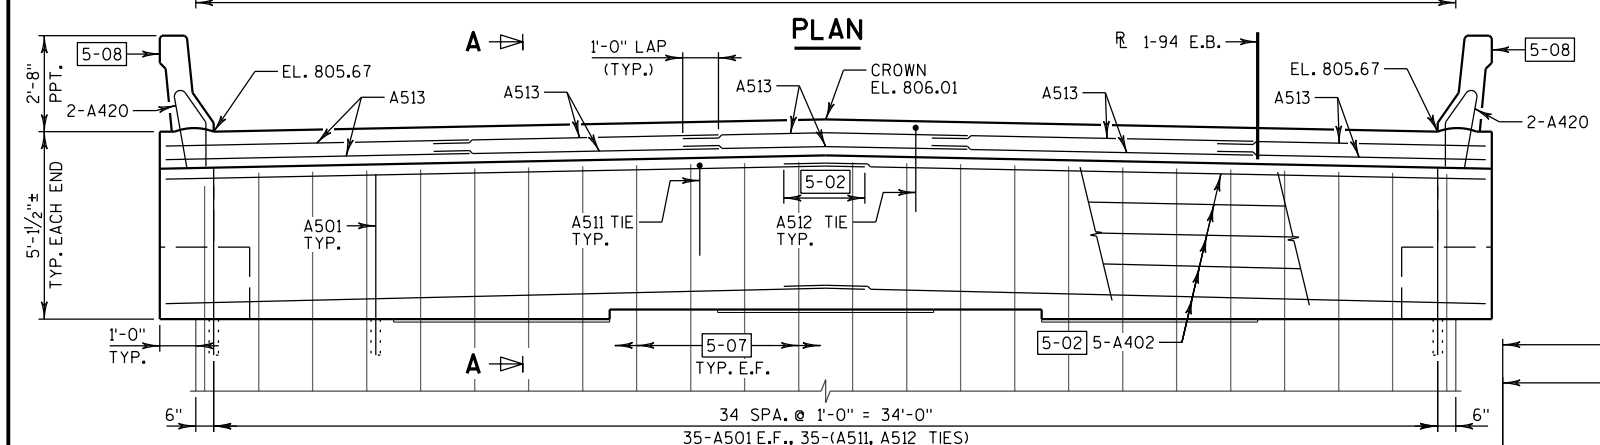 PLAN
A
℞ 1-94 E.B.
5-08
1'-0" LAP
(TYP.)
5-08
EL. 805.67
CROWN
EL. 806.01
EL. 805.67
2'-8"
PPT.
A513
A513
A513
A513
A513
2-A420
2-A420
5'-1½"±
TYP. EACH END
5-02
A501
TYP.
A511 TIE
TYP.
A512 TIE
TYP.
1'-0"
TYP.
5-07
TYP. E.F.
5-02 5-A402
A
6"
34 SPA. @ 1'-0" = 34'-0"
6"
35-A501 E.F., 35-(A511, A512 TIES)